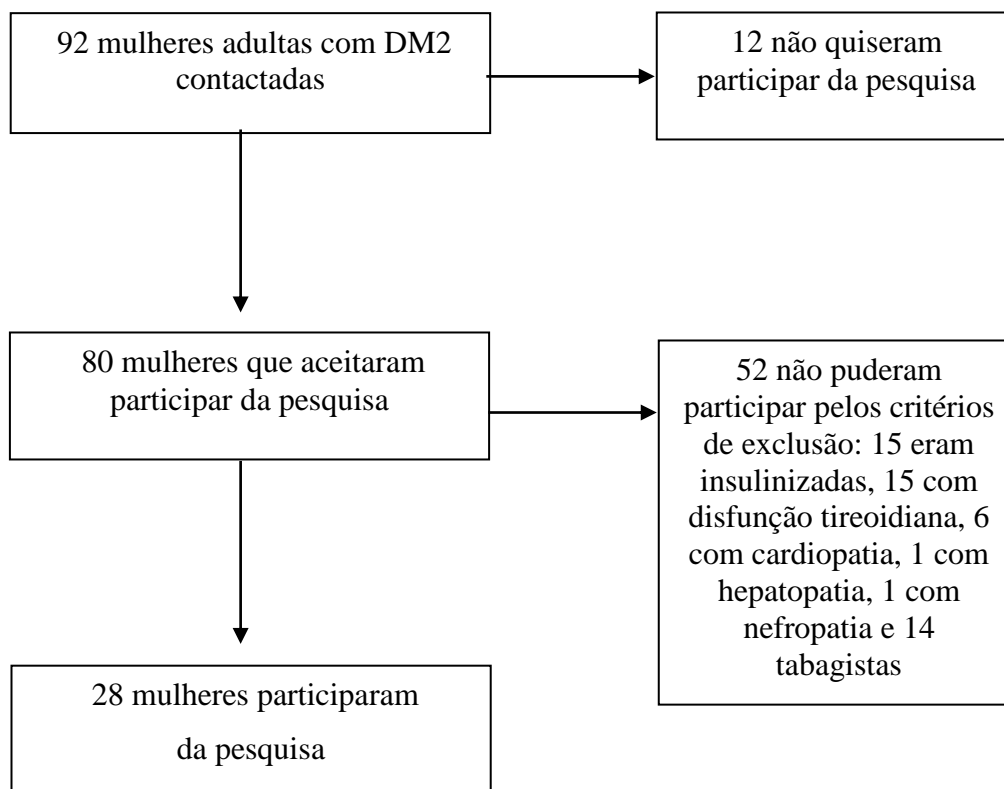 92 mulheres adultas com DM2
contactadas
12 não quiseram
participar da pesquisa
80 mulheres que aceitaram
participar da pesquisa
52 não puderam
participar pelos critérios
de exclusão: 15 eram
insulinizadas, 15 com
disfunção tireoidiana, 6
com cardiopatia, 1 com
hepatopatia, 1 com
nefropatia e 14
tabagistas
28 mulheres participaram
da pesquisa